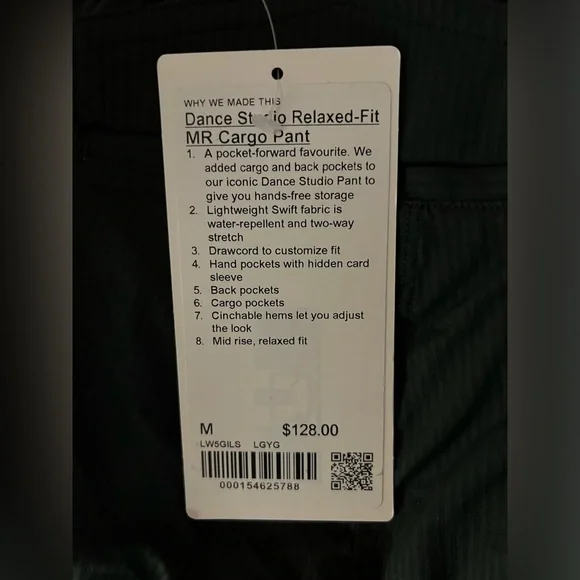 WHY WE MADE THIS
Dance Studio Relaxed-Fit
MR Cargo Pant
1. A pocket-forward favourite. We
added cargo and back pockets to
our iconic Dance Studio Pant to
give you hands-free storage
2. Lightweight Swift fabric is
water-repellent and two-way
stretch
3. Drawcord to customize fit
4. Hand pockets with hidden card
sleeve
5. Back pockets
6. Cargo pockets
7. Cinchable hems let you adjust
the look
8. Mid rise, relaxed fit
M $128.00
LW5GILS LGYG
000154625788